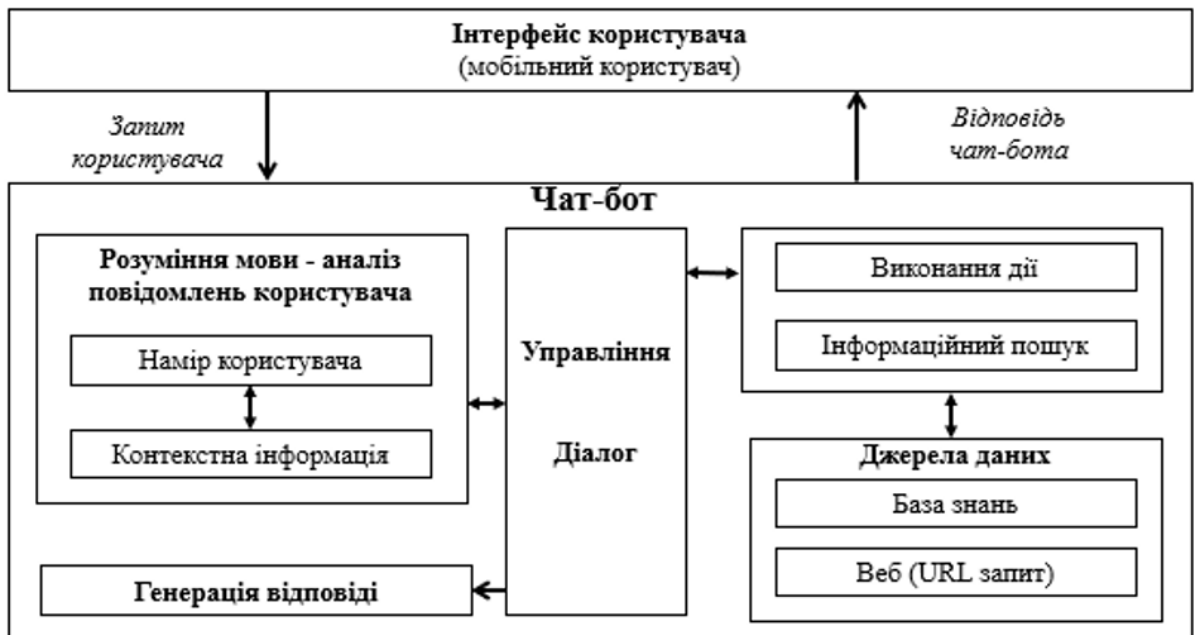 Інтерфейс користувача
(мобільний користувач)
Запит
користувача
Відповідь
чат-бота
Чат-бот
Розуміння мови - аналіз
повідомлень користувача
Намір користувача
Контекстна інформація
Генерація відповіді
Управління
Діалог
Виконання дії
Інформаційний пошук
Джерела даних
База знань
Веб (URL запит)